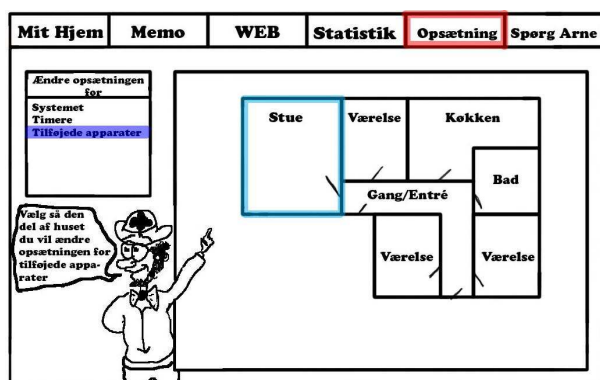 Mit Hjem Memo WEB Statistik Opsætning Spørg Arne
Ændre opsætningen
for
Systemet
Timere
Tilføjede apparater
Vælg så den
del af huset
du vil ændre
opsætningen for
tilføjede appa-
rater
Stue Værelse Køkken
Bad
Gang/Entré
Værelse Værelse